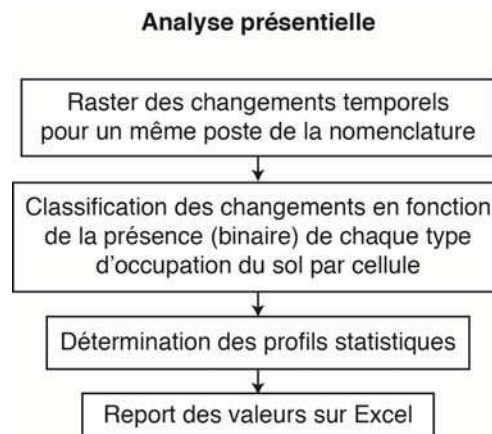 Analyse présentielle
Raster des changements temporels
pour un même poste de la nomenclature
Classification des changements en fonction
de la présence (binaire) de chaque type
d'occupation du sol par cellule
Détermination des profils statistiques
Report des valeurs sur Excel